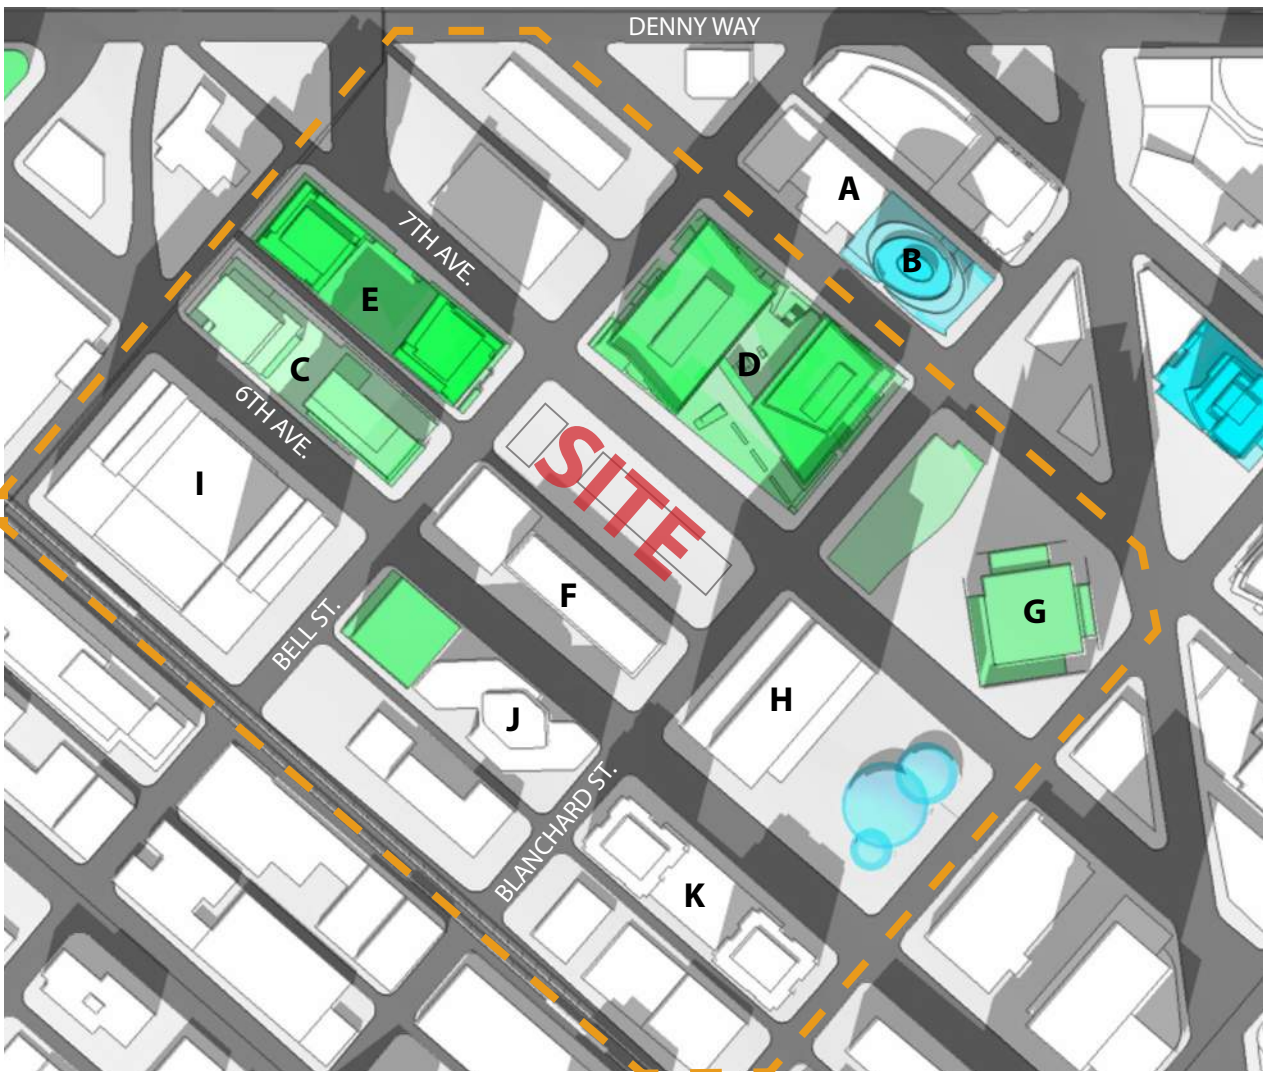 DENNY WAY
A
7TH AVE.
B
E
D
C
6TH AVE.
SITE
I
F
G
BELL ST.
H
J
BLANCHARD ST.
K